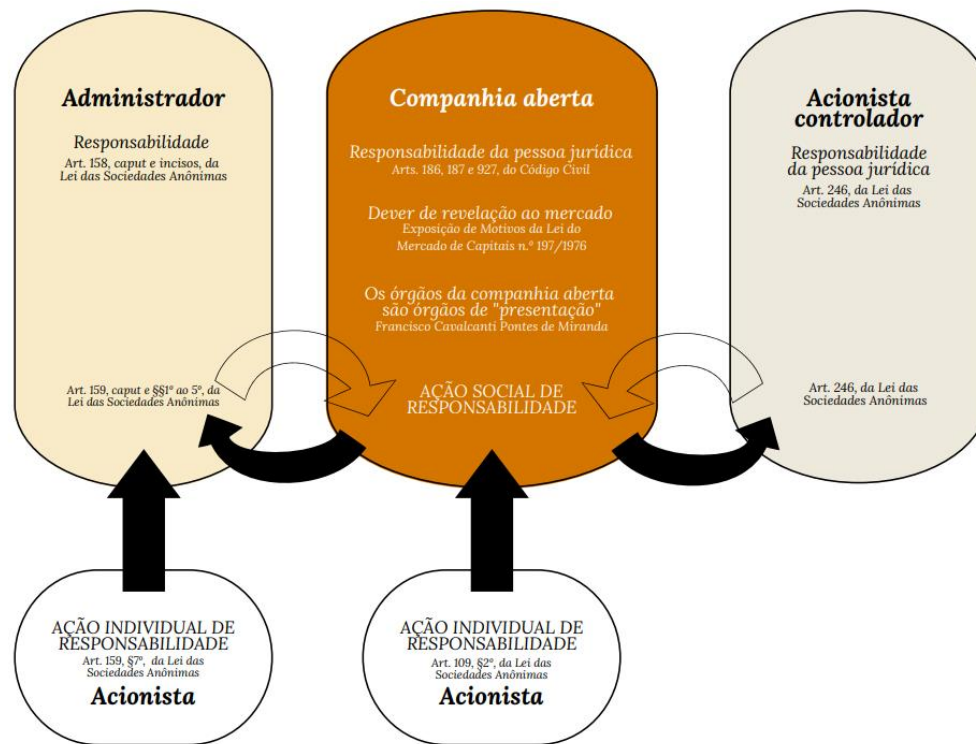 Administrador
Responsabilidade
Art. 158, caput e incisos, da
Lei das Sociedades Anônimas
Art. 159, caput e §§1º ao 5º, da
Lei das Sociedades Anônimas
Companhia aberta
Responsabilidade da pessoa jurídica
Arts. 186, 187 e 927, do Código Civil
Dever de revelação ao mercado
Exposição de Motivos da Lei do
Mercado de Capitais n.º 197/1976
Os órgãos da companhia aberta
são órgãos de "presentação"
Francisco Cavalcanti Pontes de Miranda
AÇÃO SOCIAL DE
RESPONSABILIDADE
Acionista
controlador
Responsabilidade
da pessoa jurídica
Art. 246, da Lei das
Sociedades Anônimas
Art. 246, da Lei das
Sociedades Anônimas
AÇÃO INDIVIDUAL DE
RESPONSABILIDADE
Art. 159, §7º, da Lei das
Sociedades Anônimas
Acionista
AÇÃO INDIVIDUAL DE
RESPONSABILIDADE
Art. 109, §2º, da Lei das
Sociedades Anônimas
Acionista